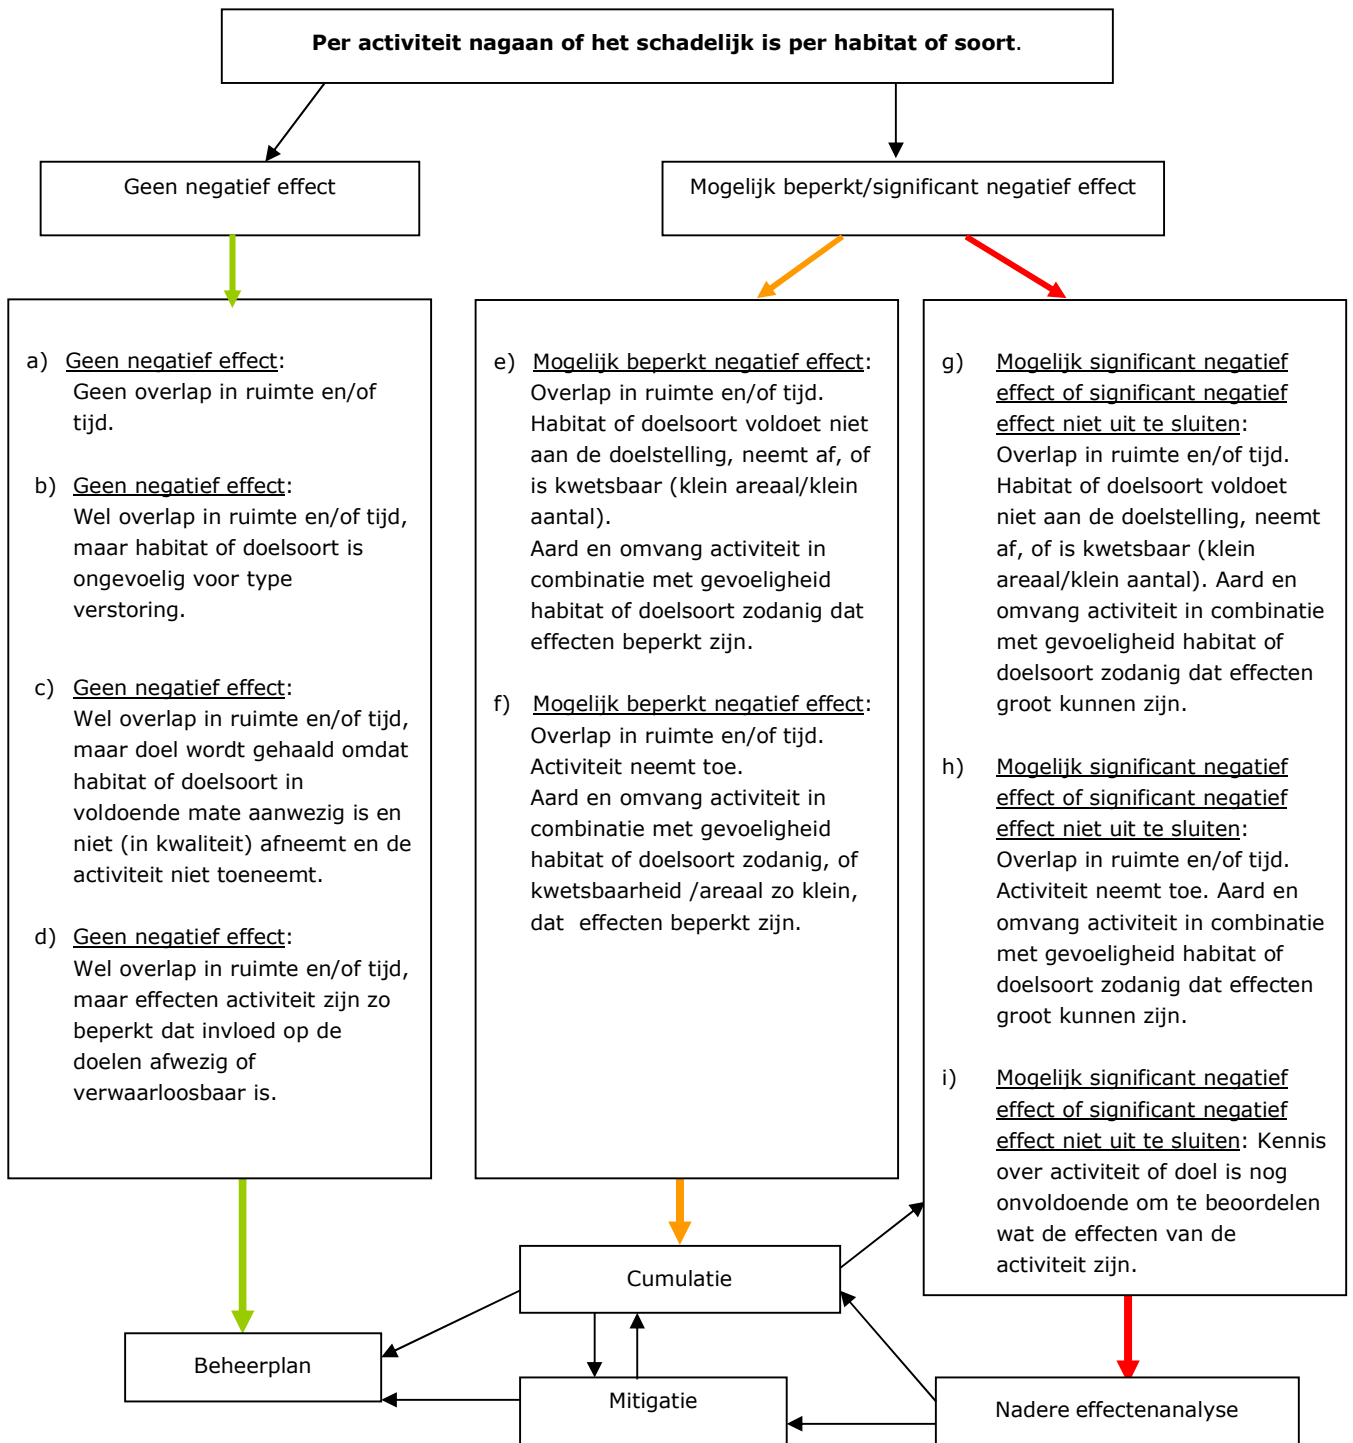 Per activiteit nagaan of het schadelijk is per habitat of soort.
Geen negatief effect
Mogelijk beperkt/significant negatief effect
a) Geen negatief effect:
Geen overlap in ruimte en/of
tijd.
b) Geen negatief effect:
Wel overlap in ruimte en/of tijd,
maar habitat of doelsoort is
ongevoelig voor type
verstoring.
c) Geen negatief effect:
Wel overlap in ruimte en/of tijd,
maar doel wordt gehaald omdat
habitat of doelsoort in
voldoende mate aanwezig is en
niet (in kwaliteit) afneemt en de
activiteit niet toeneemt.
d) Geen negatief effect:
Wel overlap in ruimte en/of tijd,
maar effecten activiteit zijn zo
beperkt dat invloed op de
doelen afwezig of
verwaarloosbaar is.
e) Mogelijk beperkt negatief effect:
Overlap in ruimte en/of tijd.
Habitat of doelsoort voldoet niet
aan de doelstelling, neemt af, of
is kwetsbaar (klein areaal/klein
aantal).
Aard en omvang activiteit in
combinatie met gevoeligheid
habitat of doelsoort zodanig dat
effecten beperkt zijn.
f) Mogelijk beperkt negatief effect:
Overlap in ruimte en/of tijd.
Activiteit neemt toe.
Aard en omvang activiteit in
combinatie met gevoeligheid
habitat of doelsoort zodanig, of
kwetsbaarheid /areaal zo klein,
dat effecten beperkt zijn.
g) Mogelijk significant negatief
effect of significant negatief
effect niet uit te sluiten:
Overlap in ruimte en/of tijd.
Habitat of doelsoort voldoet
niet aan de doelstelling, neemt
af, of is kwetsbaar (klein
areaal/klein aantal). Aard en
omvang activiteit in combinatie
met gevoeligheid habitat of
doelsoort zodanig dat effecten
groot kunnen zijn.
h) Mogelijk significant negatief
effect of significant negatief
effect niet uit te sluiten:
Overlap in ruimte en/of tijd.
Activiteit neemt toe. Aard en
omvang activiteit in combinatie
met gevoeligheid habitat of
doelsoort zodanig dat effecten
groot kunnen zijn.
i) Mogelijk significant negatief
effect of significant negatief
effect niet uit te sluiten: Kennis
over activiteit of doel is nog
onvoldoende om te beoordelen
wat de effecten van de
activiteit zijn.
Cumulatie
Beheerplan
Mitigatie
Nadere effectenanalyse